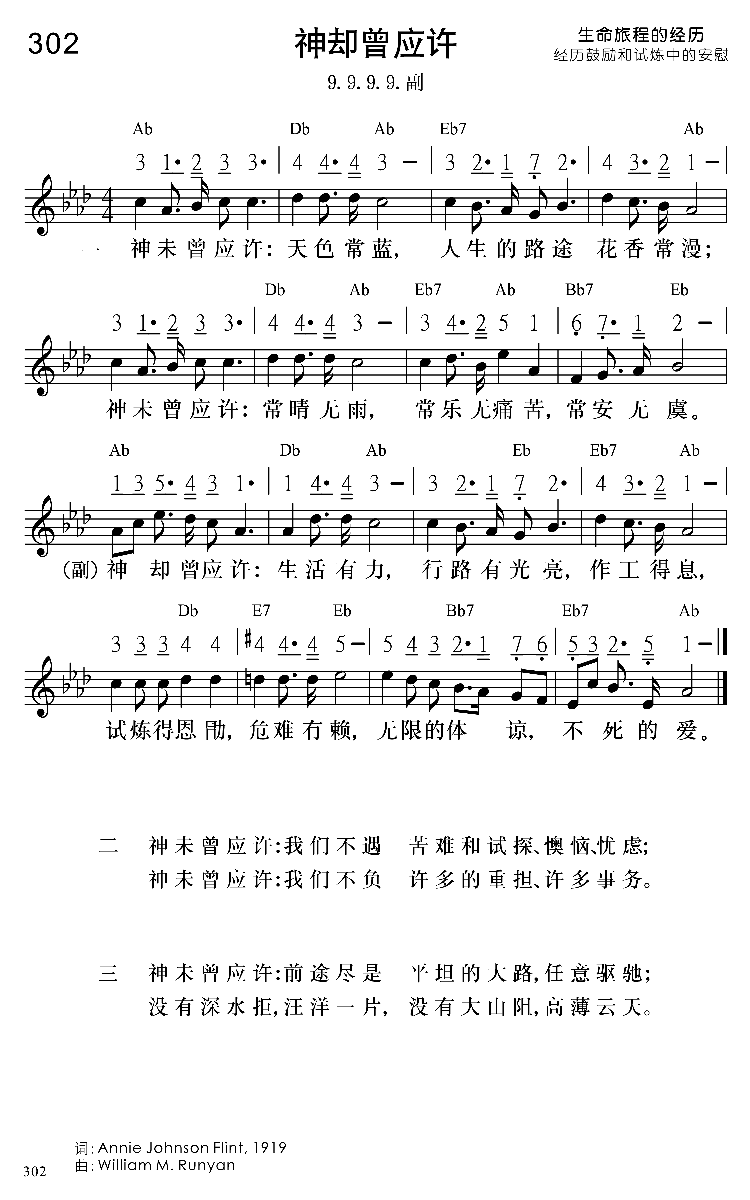 302
神却曾应许
生命旅程的经历
经历鼓励和试炼中的安慰
9. 9. 9. 9. 副
Ab Db Ab Eb7 Ab
3 1· 2 3 3· | 4 4· 4 3 – | 3 2· 1 7 2· | 4 3· 2 1 –
神未曾应许：天色常蓝， 人生的路途 花香常漫；
Db Ab Eb7 Ab Bb7 Eb
3 1· 2 3 3· | 4 4· 4 3 – | 3 4· 2 5 1 | 6 7· 1 2 –
神未曾应许：常晴无雨， 常乐无痛苦，常安无虞。
Ab Db Ab Eb Eb7 Ab
1 3 5· 4 3 1· | 1 4· 4 3 – | 3 2· 1 7 2· | 4 3· 2 1 –
(副) 神 却曾应许：生活有力， 行路有光亮，作工得息，
Db E7 Eb Bb7 Eb7 Ab
3 3 3 4 4 | #4 4· 4 5 – | 5 4 3 2· 1 7 6 | 5 3 2· 5 1 –
试炼得恩助，危难有赖，无限的体 谅，不死的爱。
二 神未曾应许：我们不遇 苦难和试探、懊恼、忧虑；
神未曾应许：我们不负 许多的重担、许多事务。
三 神未曾应许：前途尽是 平坦的大路，任意驱驰；
没有深水拒，汪洋一片，没有大山阻，高薄云天。
词：Annie Johnson Flint, 1919
曲：William M. Runyan
302